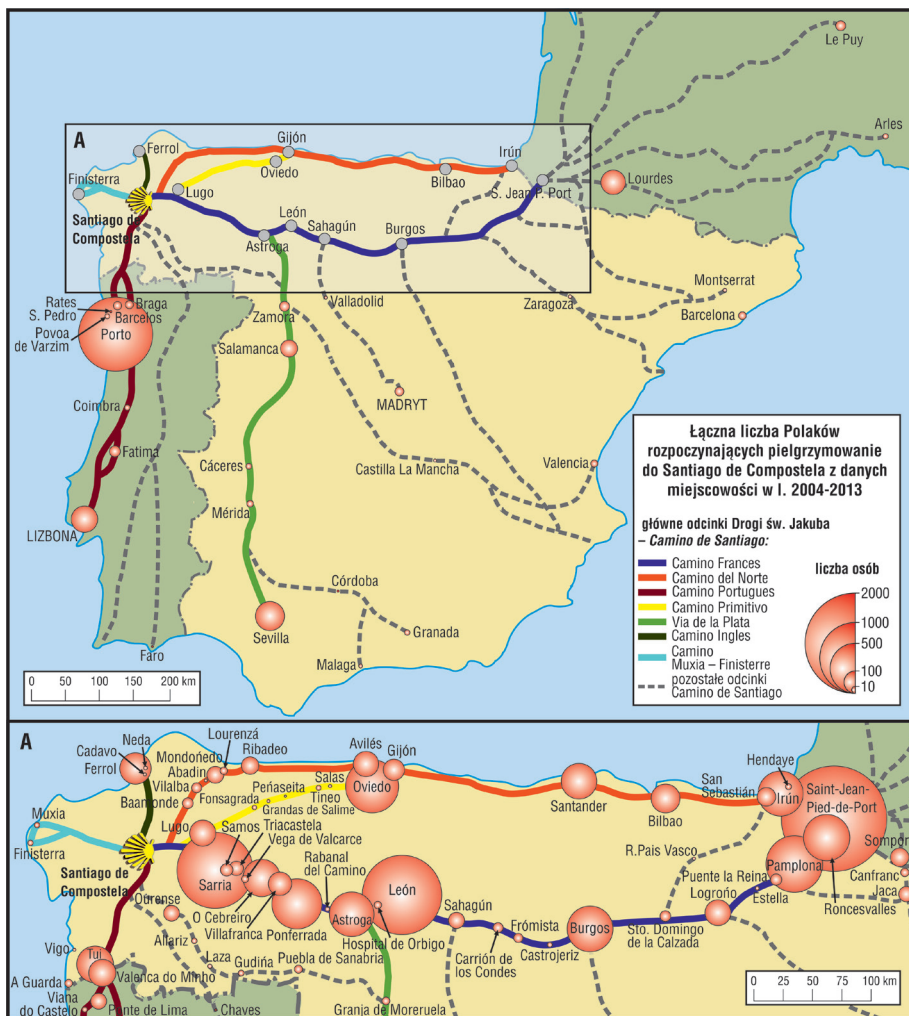 Le Puy
A
Ferrol
Gijón
Irún
Arles
Finisterra
Lugo
Oviedo
Bilbao
S. Jean P. Port
Lourdes
Santiago de
Compostela
León
Sahagún
Burgos
Astroga
Rates
S. Pedro
Braga
Barcelos
Povoa
de Varzim
Porto
Zamora
Valladolid
Zaragoza
Montserrat
Barcelona
Salamanca
MADRYT
Coimbra
Fatima
Cáceres
Castilla La Mancha
Valencia
Mérida
LIZBONA
Córdoba
Sevilla
Granada
Faro
Malaga
0 50 100 200 km
Łączna liczba Polaków
rozpoczynających pielgrzymowanie
do Santiago de Compostela z danych
miejscowości w l. 2004-2013
główne odcinki Drogi św. Jakuba
– Camino de Santiago:
Camino Frances
Camino del Norte
Camino Portugues
Camino Primitivo
Via de la Plata
Camino Ingles
Camino
Muxia – Finisterre
pozostałe odcinki
Camino de Santiago
liczba osób
2000
1000
500
100
10
A
Neda
Cadavo
Ferrol
Lourenzá
Mondońedo
Abadin
Ribadeo
Vilalba
Baamonde
Avilés
Gijón
Fonsagrada
Peńaseita
Salas
Tineo
Grandas de Salime
Oviedo
Santander
Bilbao
San
Sebastián
Hendaye
Irún
Saint-Jean-
Pied-de-Port
Muxia
Finisterra
Santiago de
Compostela
Lugo
Samos
Triacastela
Vega de Valcarce
Sarria
Rabanal
del Camino
León
R.Pais Vasco
Pamplona
Sompor
Canfranc
Jaca
Puente la Reina
Logrońo
Estella
Roncesvalles
Ourense
O Cebreiro
Villafranca
Ponferrada
Astroga
Hospital de Orbigo
Sahagún
Frómista
Carrión de
los Condes
Castrojeriz
Burgos
Sto. Domingo
de la Calzada
Vigo
Tui
Allariz
Laza
Gudiña
Puebla de Sanabria
A Guarda
Valenca do Minho
Viana
do Castelo
Ponte de Lima
Chaves
Granja de Moreruela
0 25 50 75 100 km